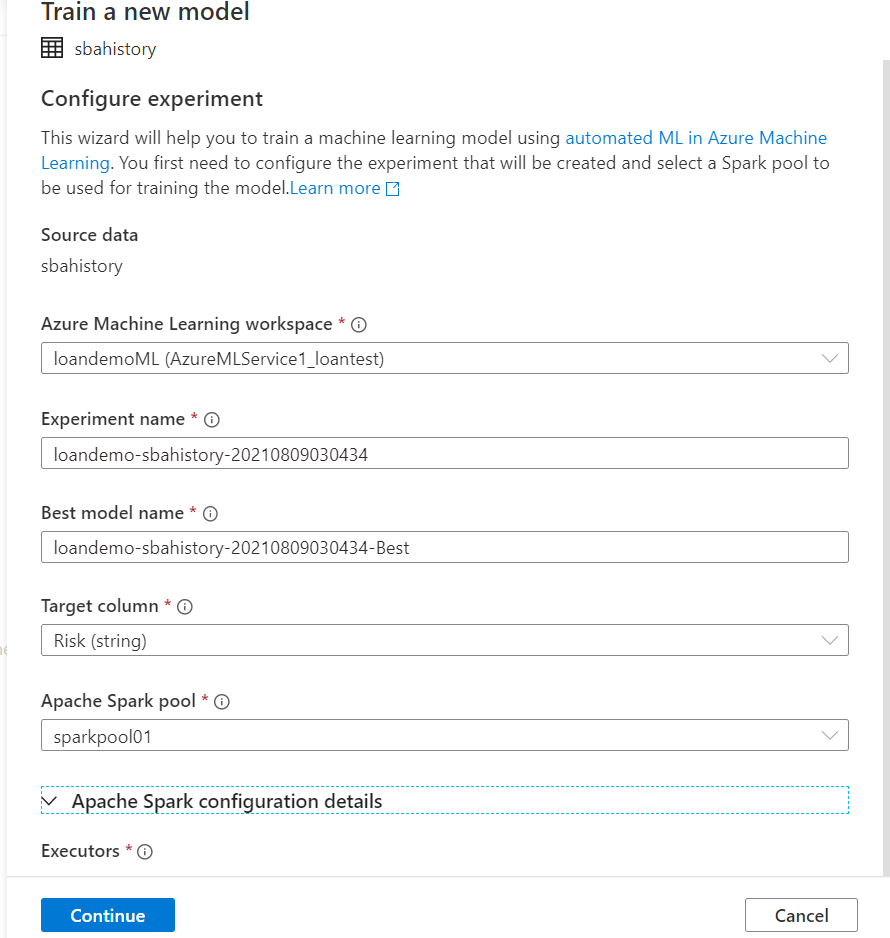 Train a new model
sbahistory
Configure experiment
This wizard will help you to train a machine learning model using automated ML in Azure Machine
Learning. You first need to configure the experiment that will be created and select a Spark pool to
be used for training the model.Learn more
Source data
sbahistory
Azure Machine Learning workspace *
loandemoML (AzureMLService1_loantest)
Experiment name *
loandemo-sbahistory-20210809030434
Best model name *
loandemo-sbahistory-20210809030434-Best
Target column *
Risk (string)
Apache Spark pool *
sparkpool01
Apache Spark configuration details
Executors *
Continue
Cancel